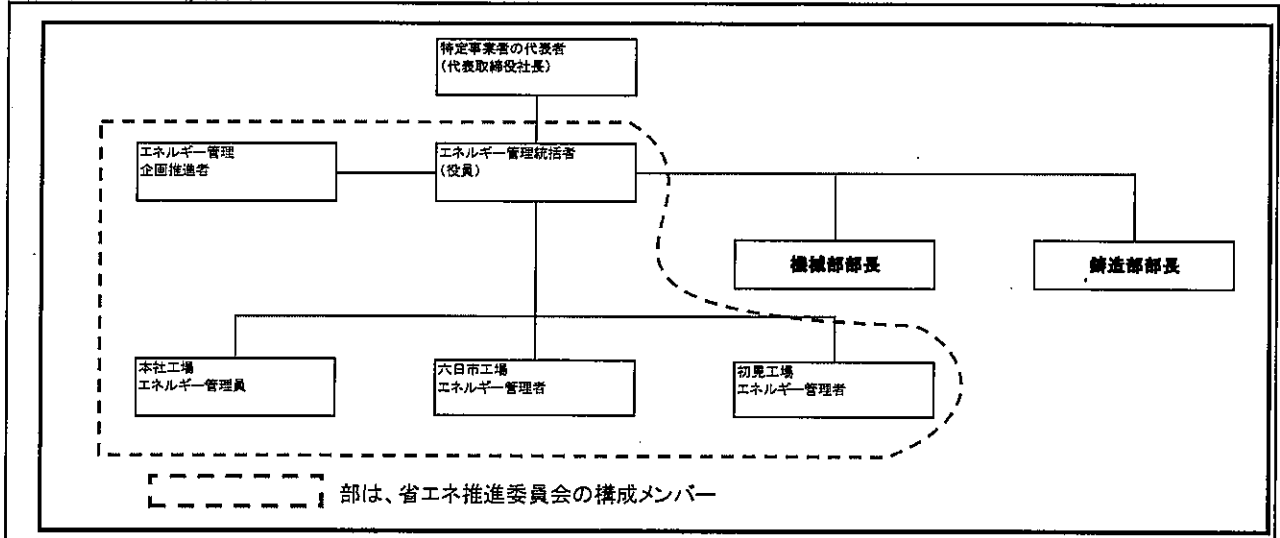 特定事業者の代表者
(代表取締役社長)
エネルギー管理
企画推進者
エネルギー管理統括者
(役員)
機械部部長
鋳造部部長
本社工場
エネルギー管理員
六日市工場
エネルギー管理者
初見工場
エネルギー管理者
部は、省エネ推進委員会の構成メンバー